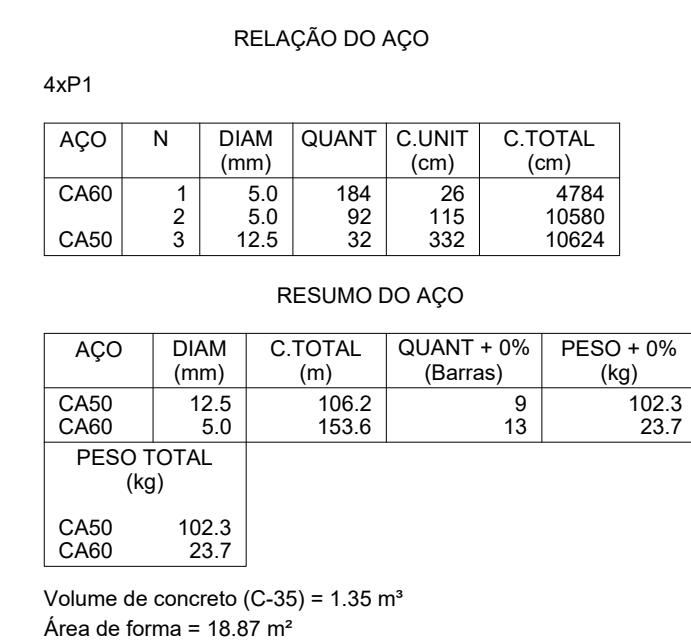 RELAÇÃO DO AÇO
4xP1
AÇO N DIAM QUANT C.UNIT C.TOTAL
(mm) (cm) (cm)
CA60 1 5.0 184 26 4784
2 5.0 92 115 10580
CA50 3 12.5 32 332 10624
RESUMO DO AÇO
AÇO DIAM C.TOTAL QUANT + 0% PESO + 0%
(mm) (m) (Barras) (kg)
CA50 12.5 106.2 9 102.3
CA60 5.0 153.6 13 23.7
PESO TOTAL
(kg)
CA50 102.3
CA60 23.7
Volume de concreto (C-35) = 1.35 m³
Área de forma = 18.87 m²